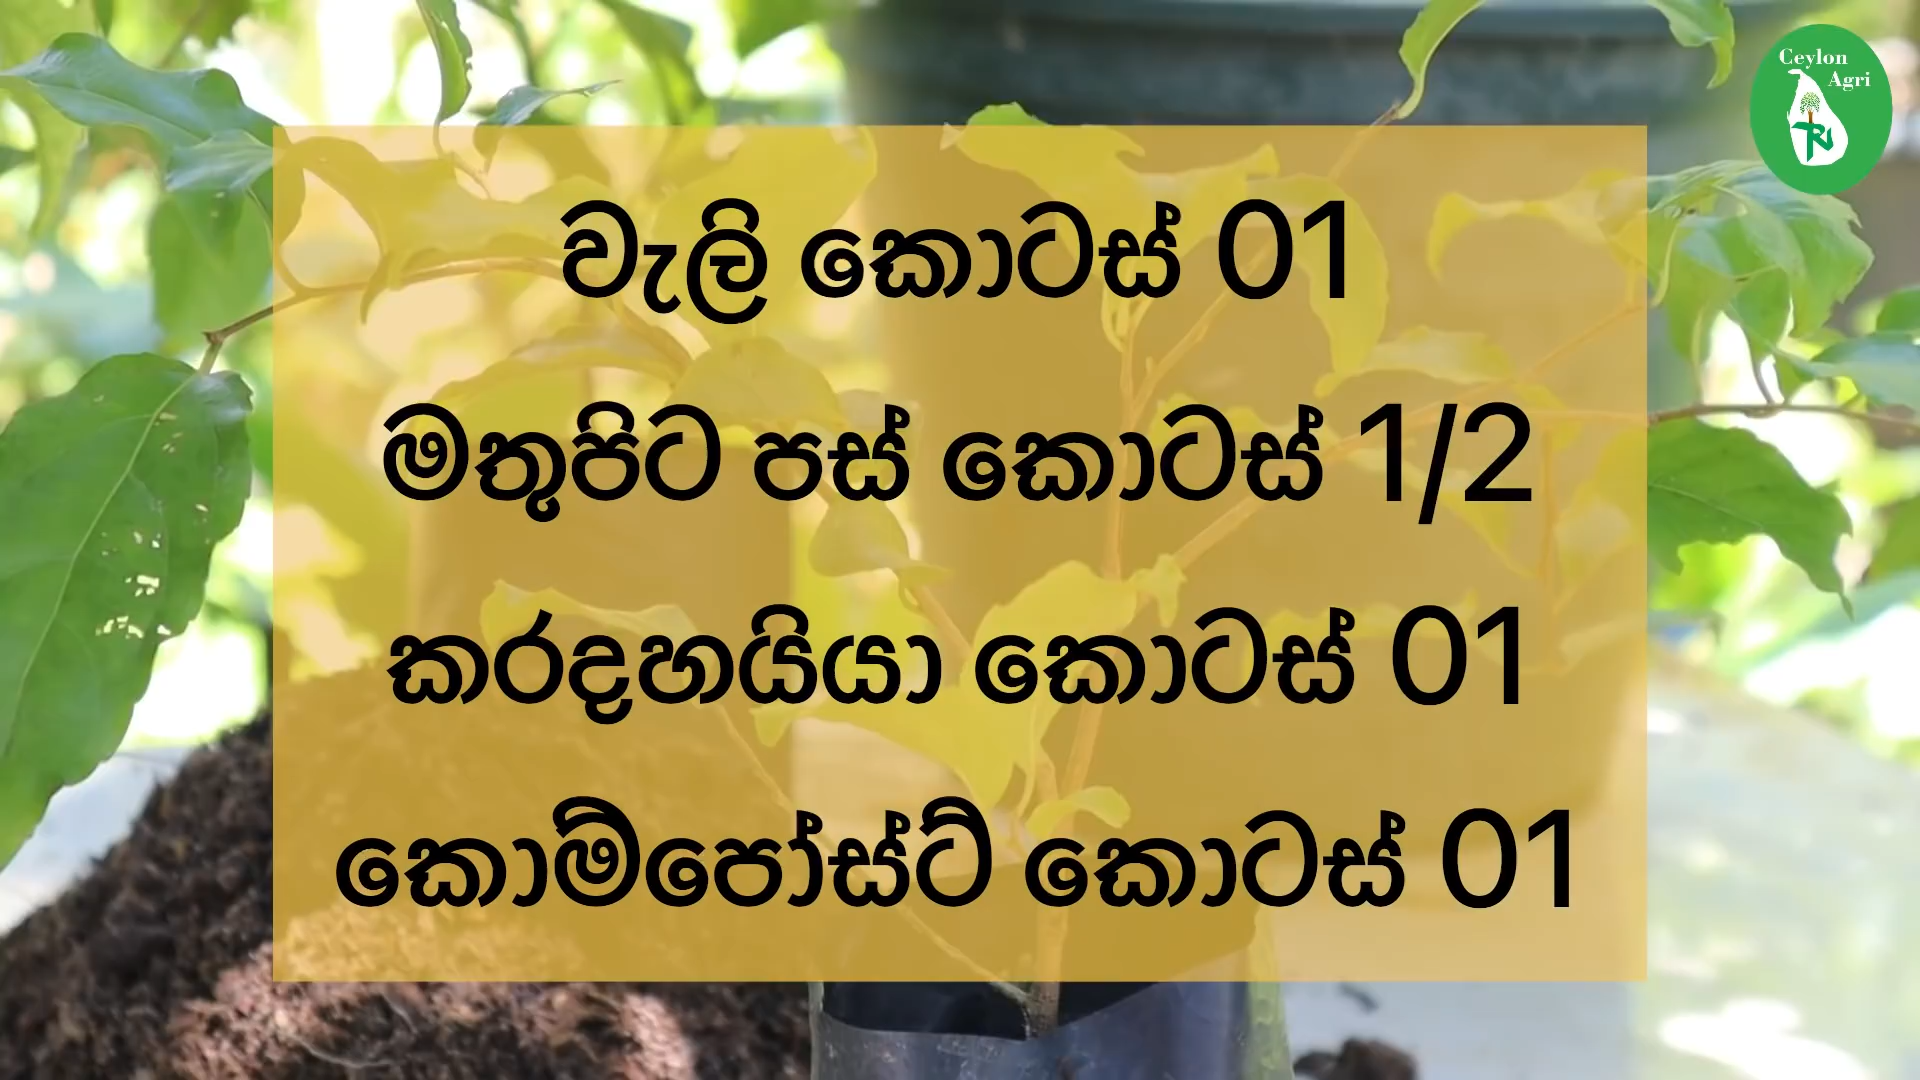 Ceylon
Agri
වැලි කොටස් 01
මතුපිට පස් කොටස් 1/2
කරදහයියා කොටස් 01
කොම්පෝස්ට් කොටස් 01